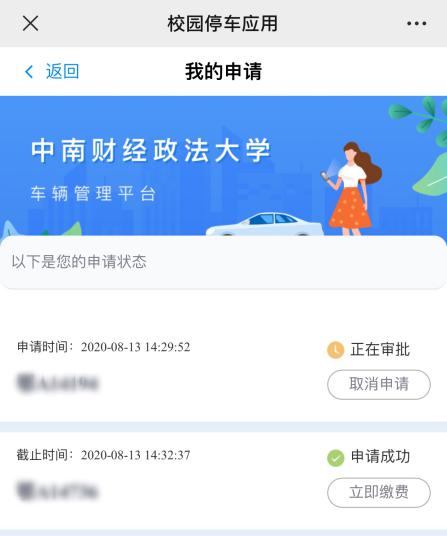 校园停车应用
返回
我的申请
中南财经政法大学
车辆管理平台
以下是您的申请状态
申请时间：2020-08-13 14:29:52
正在审批
取消申请
截止时间：2020-08-13 14:32:37
申请成功
立即缴费